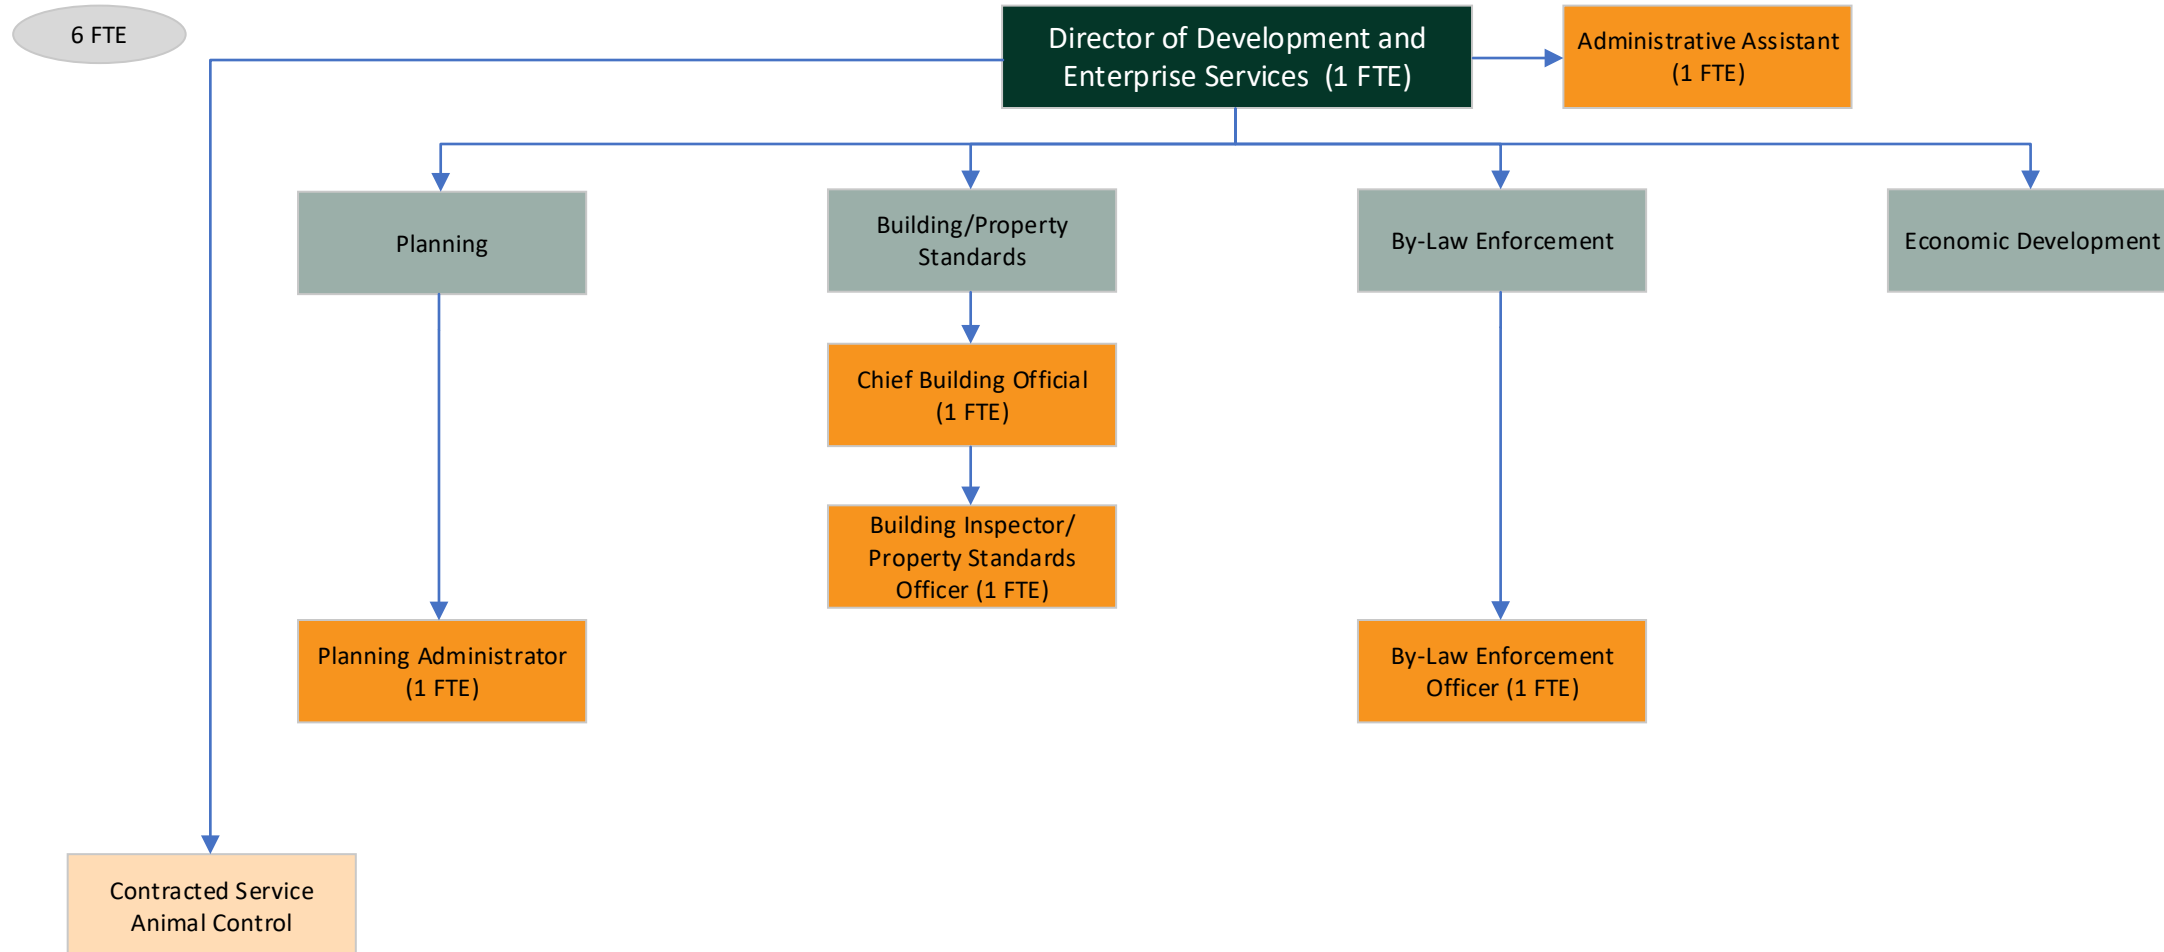 6 FTE
Director of Development and
Enterprise Services (1 FTE)
Administrative Assistant
(1 FTE)
Planning
Building/Property
Standards
By-Law Enforcement
Economic Development
Chief Building Official
(1 FTE)
Building Inspector/
Property Standards
Officer (1 FTE)
Planning Administrator
(1 FTE)
By-Law Enforcement
Officer (1 FTE)
Contracted Service
Animal Control